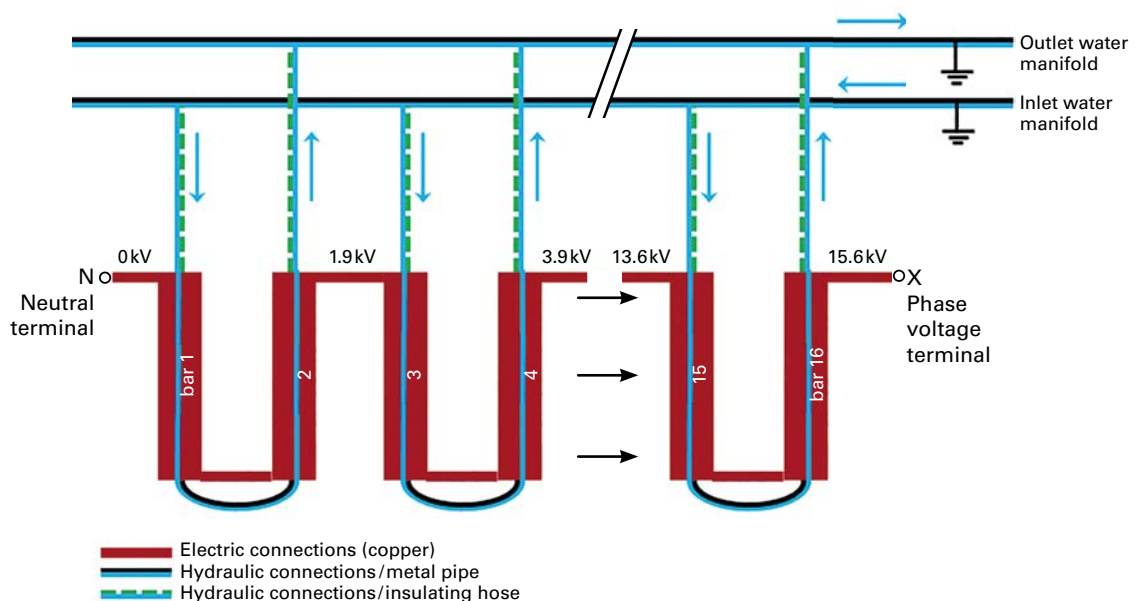 Outlet water
manifold
Inlet water
manifold
0 kV
1.9 kV
3.9 kV
13.6 kV
15.6 kV
N
X
Neutral
terminal
Phase
voltage
terminal
bar 1
2
3
4
15
bar 16
Electric connections (copper)
Hydraulic connections/metal pipe
Hydraulic connections/insulating hose